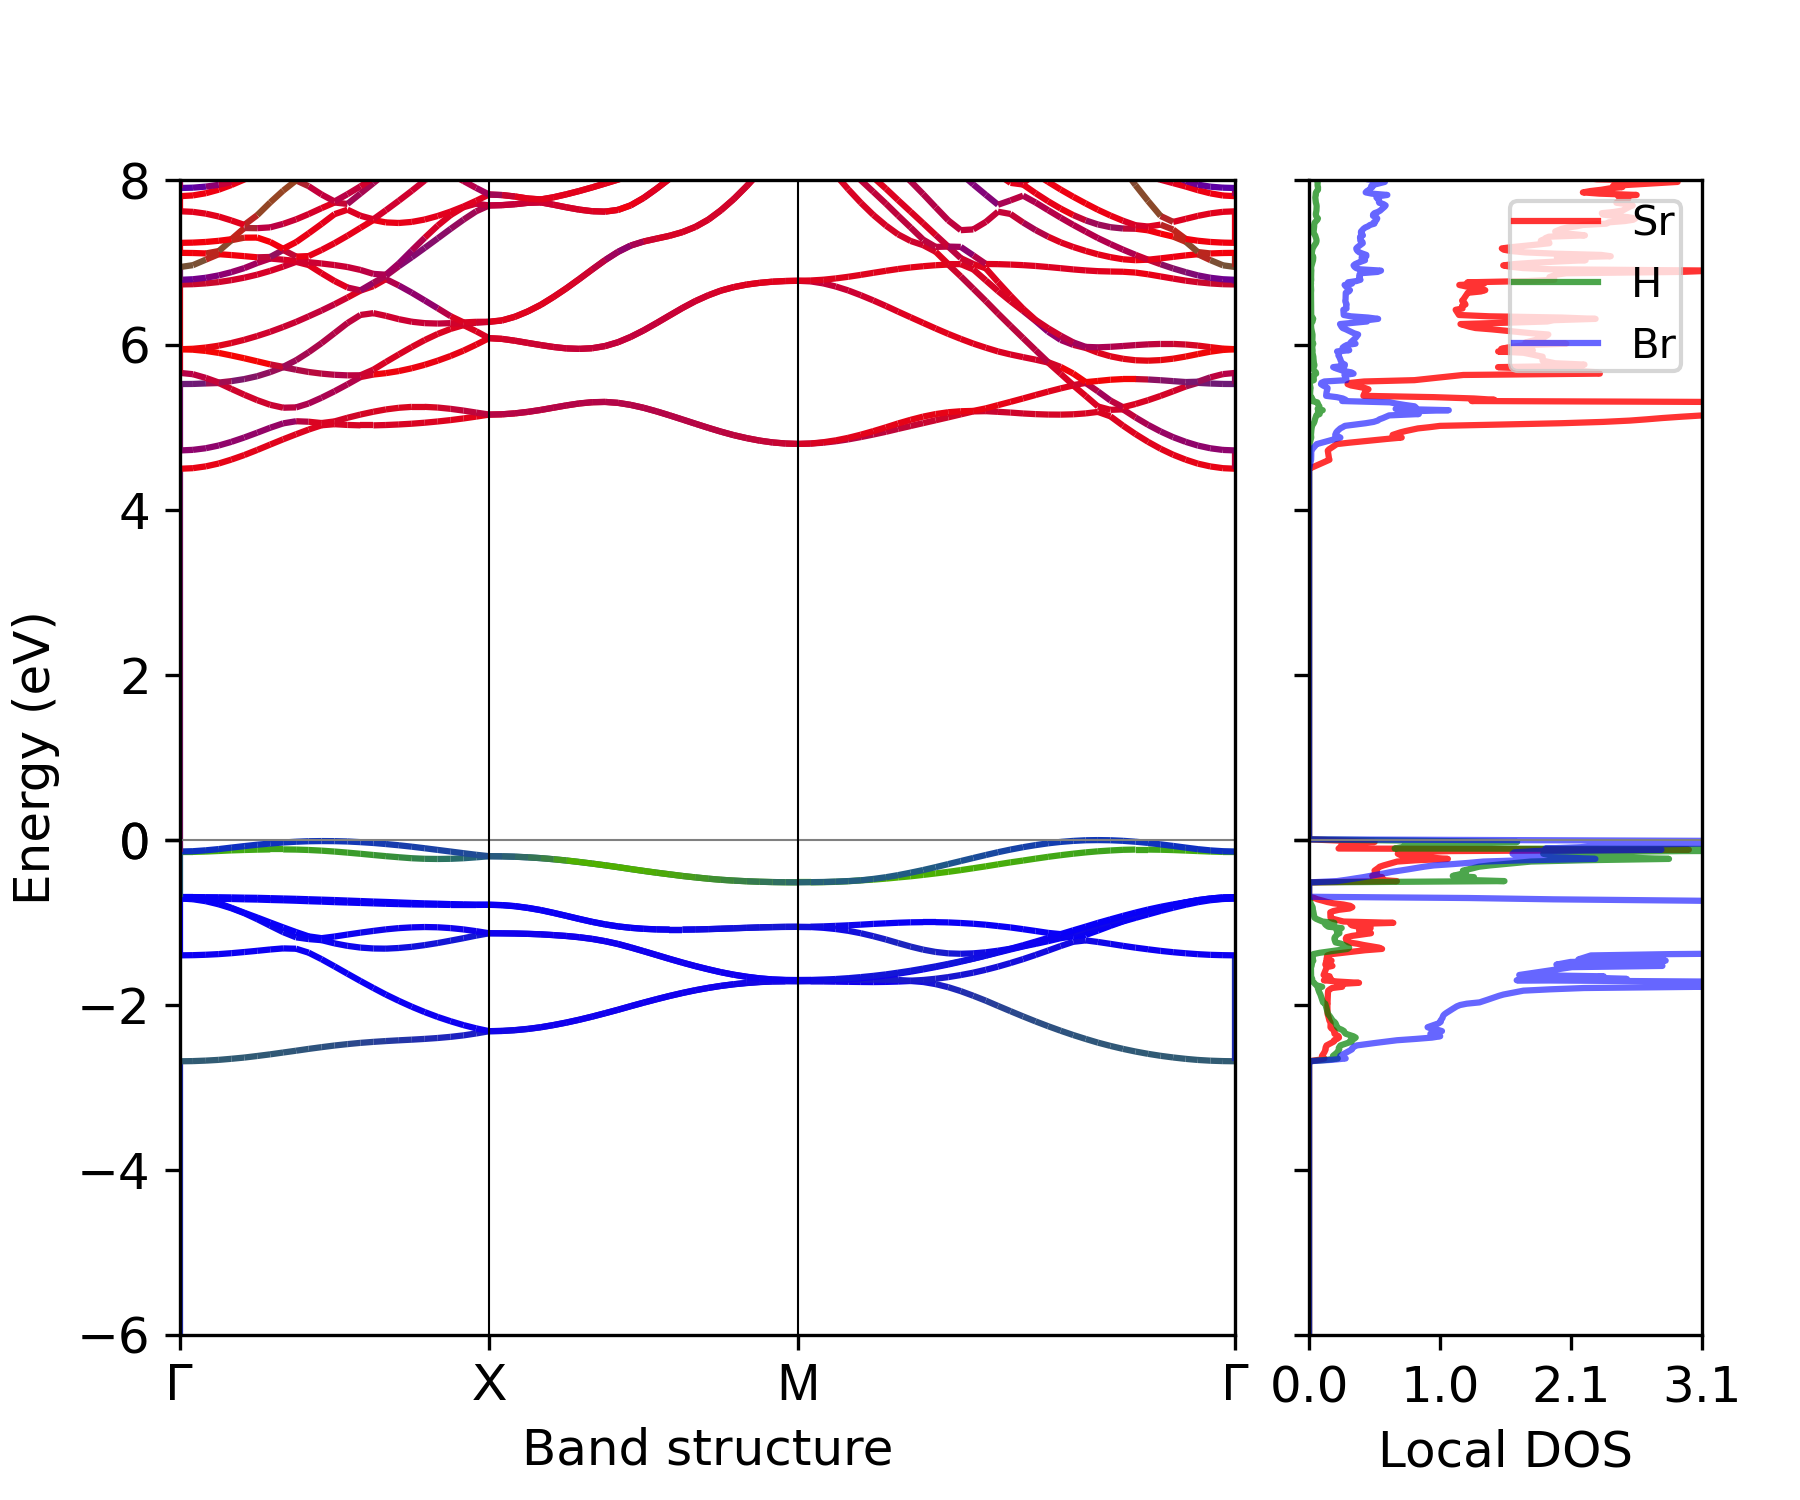 8
6
4
2
0
−2
−4
−6
Energy (eV)
Γ X M Γ
Band structure
Sr
H
Br
0.0 1.0 2.1 3.1
Local DOS